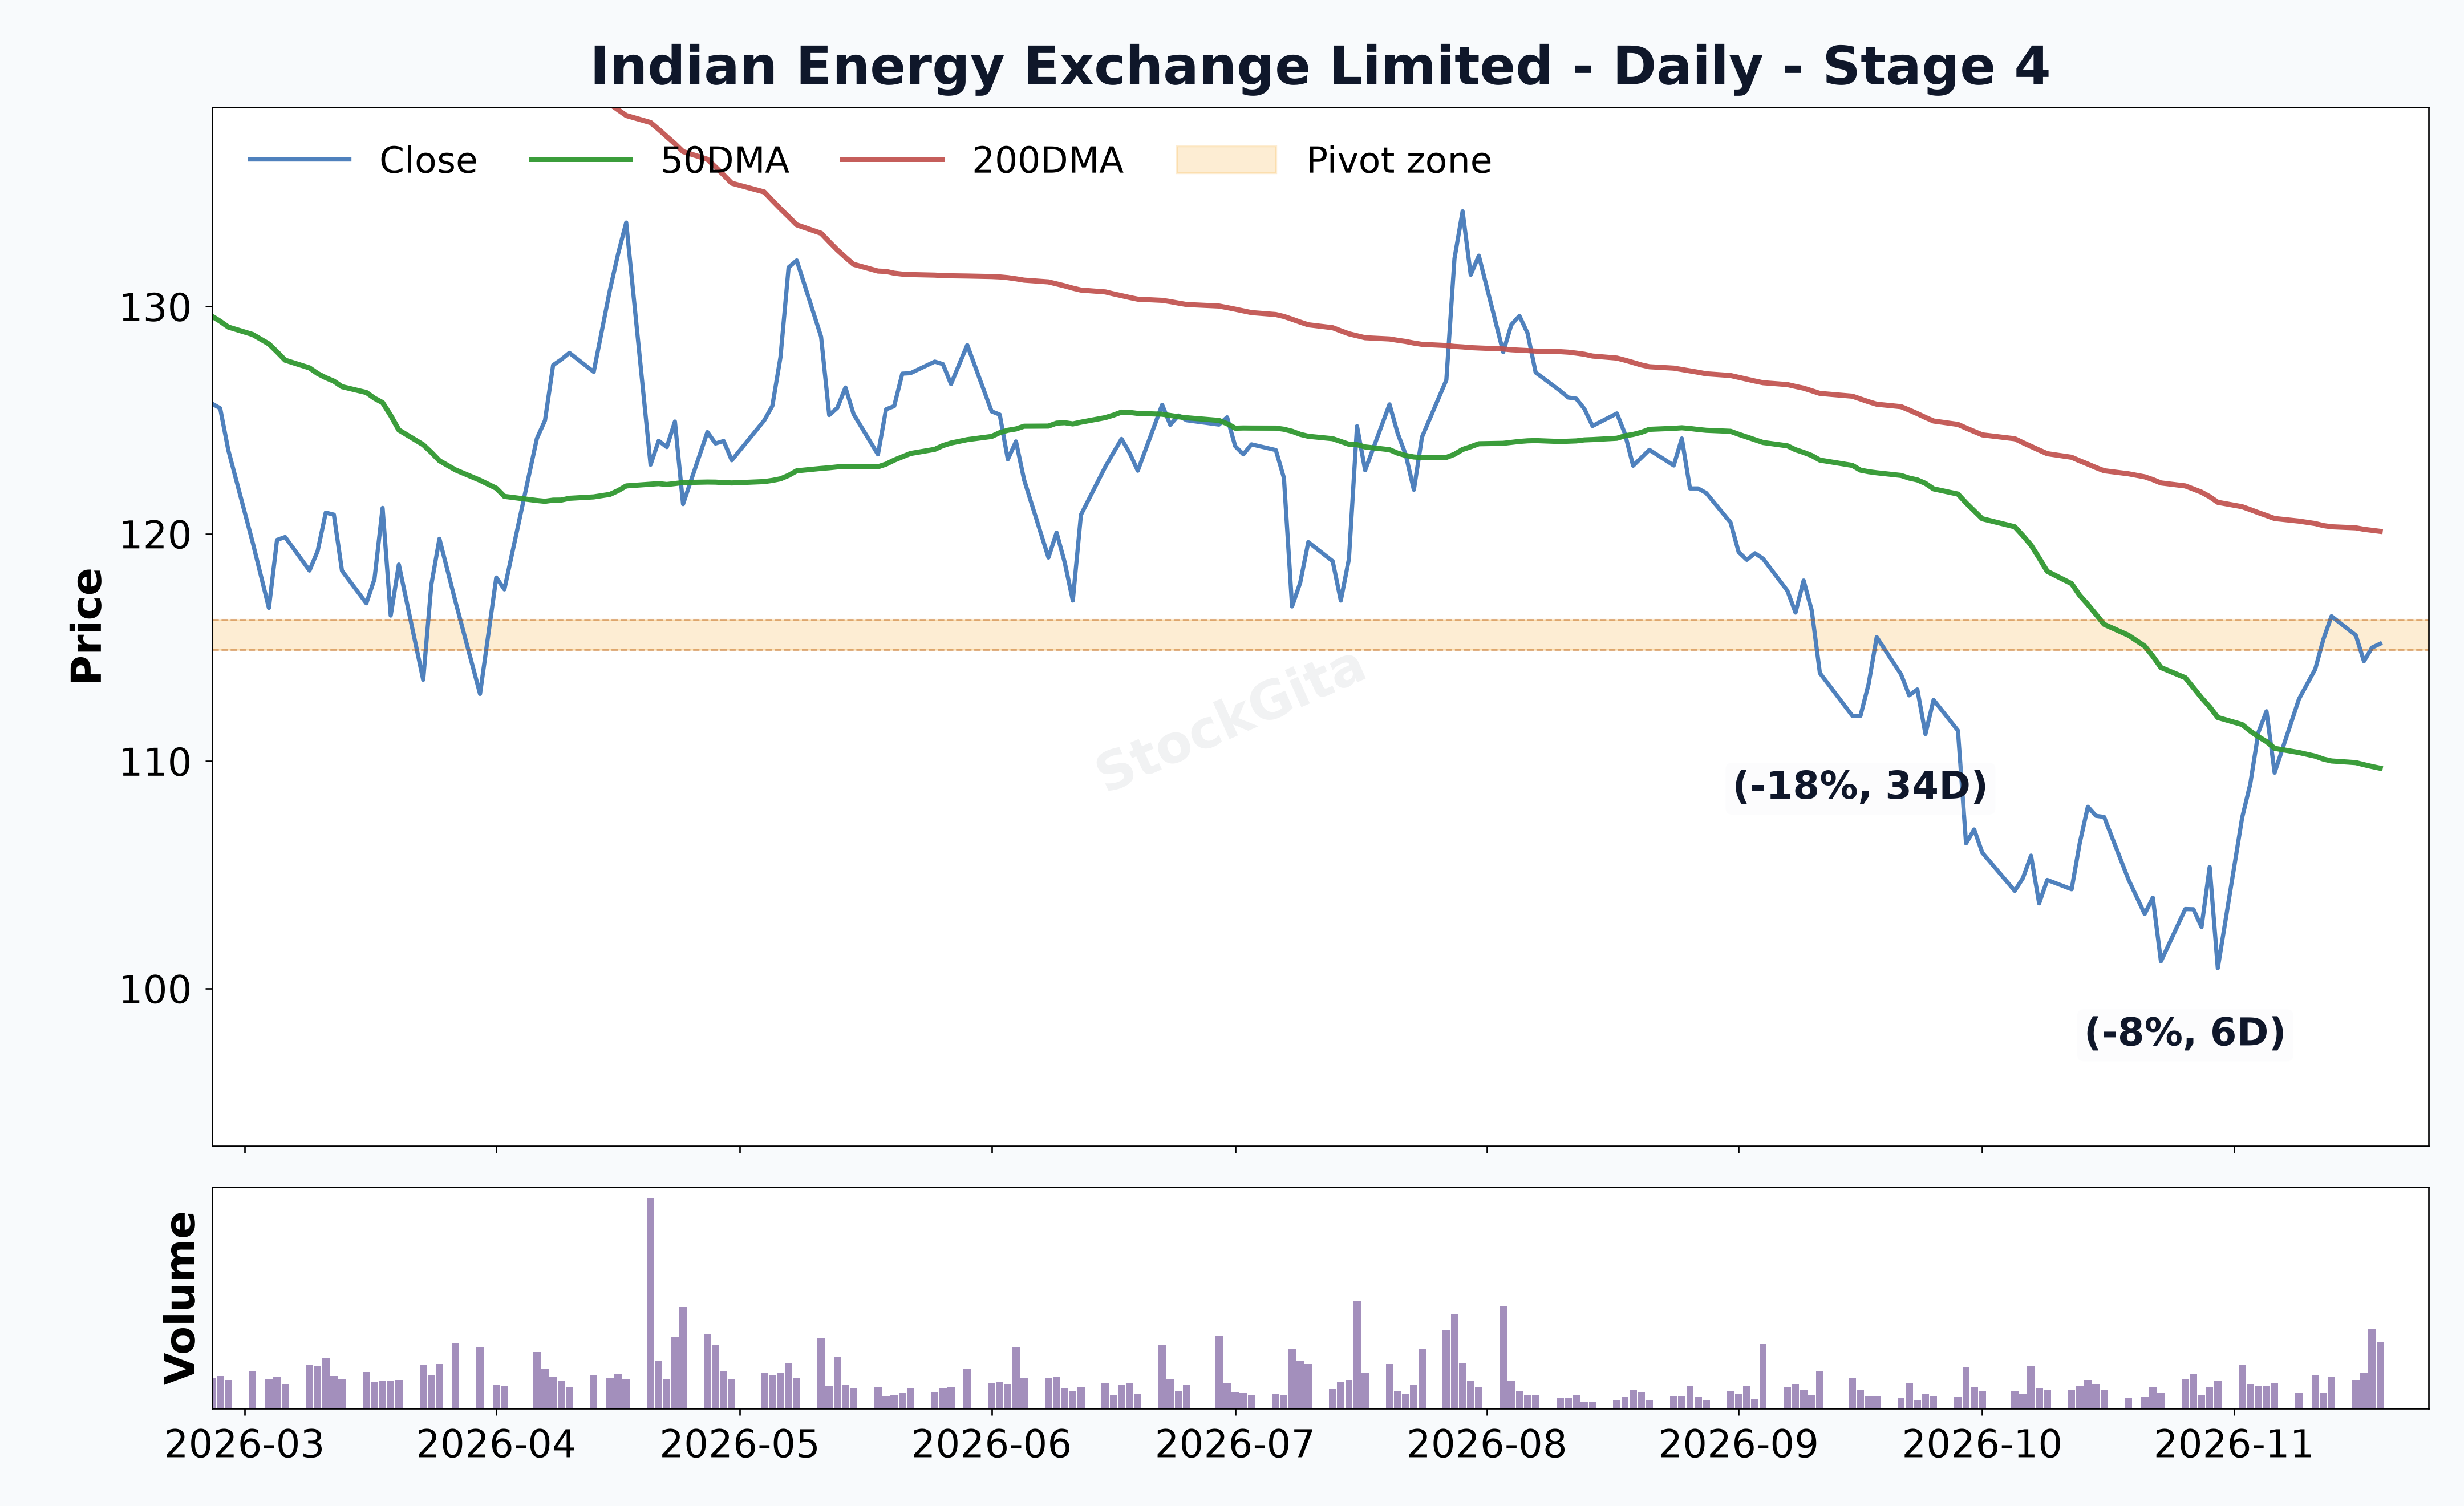 Indian Energy Exchange Limited - Daily - Stage 4
Close 50DMA 200DMA Pivot zone
Price
130
120
110
100
StockGita
(-18%, 34D)
(-8%, 6D)
Volume
2026-03 2026-04 2026-05 2026-06 2026-07 2026-08 2026-09 2026-10 2026-11